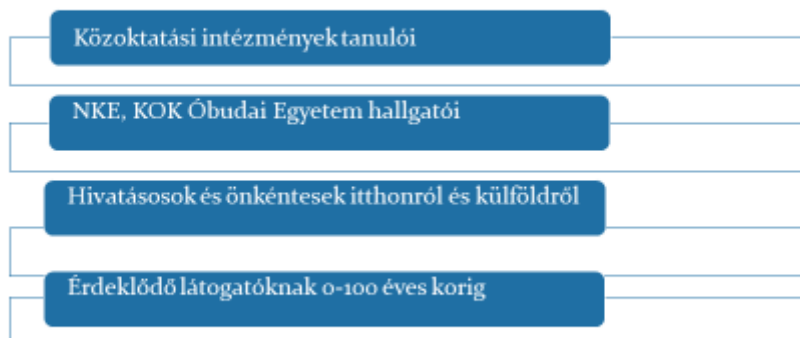 Közoktatási intézmények tanulói
NKE, KOK Óbudai Egyetem hallgatói
Hivatásosok és önkéntesek itthonról és külföldről
Érdeklődő látogatóknak 0-100 éves korig